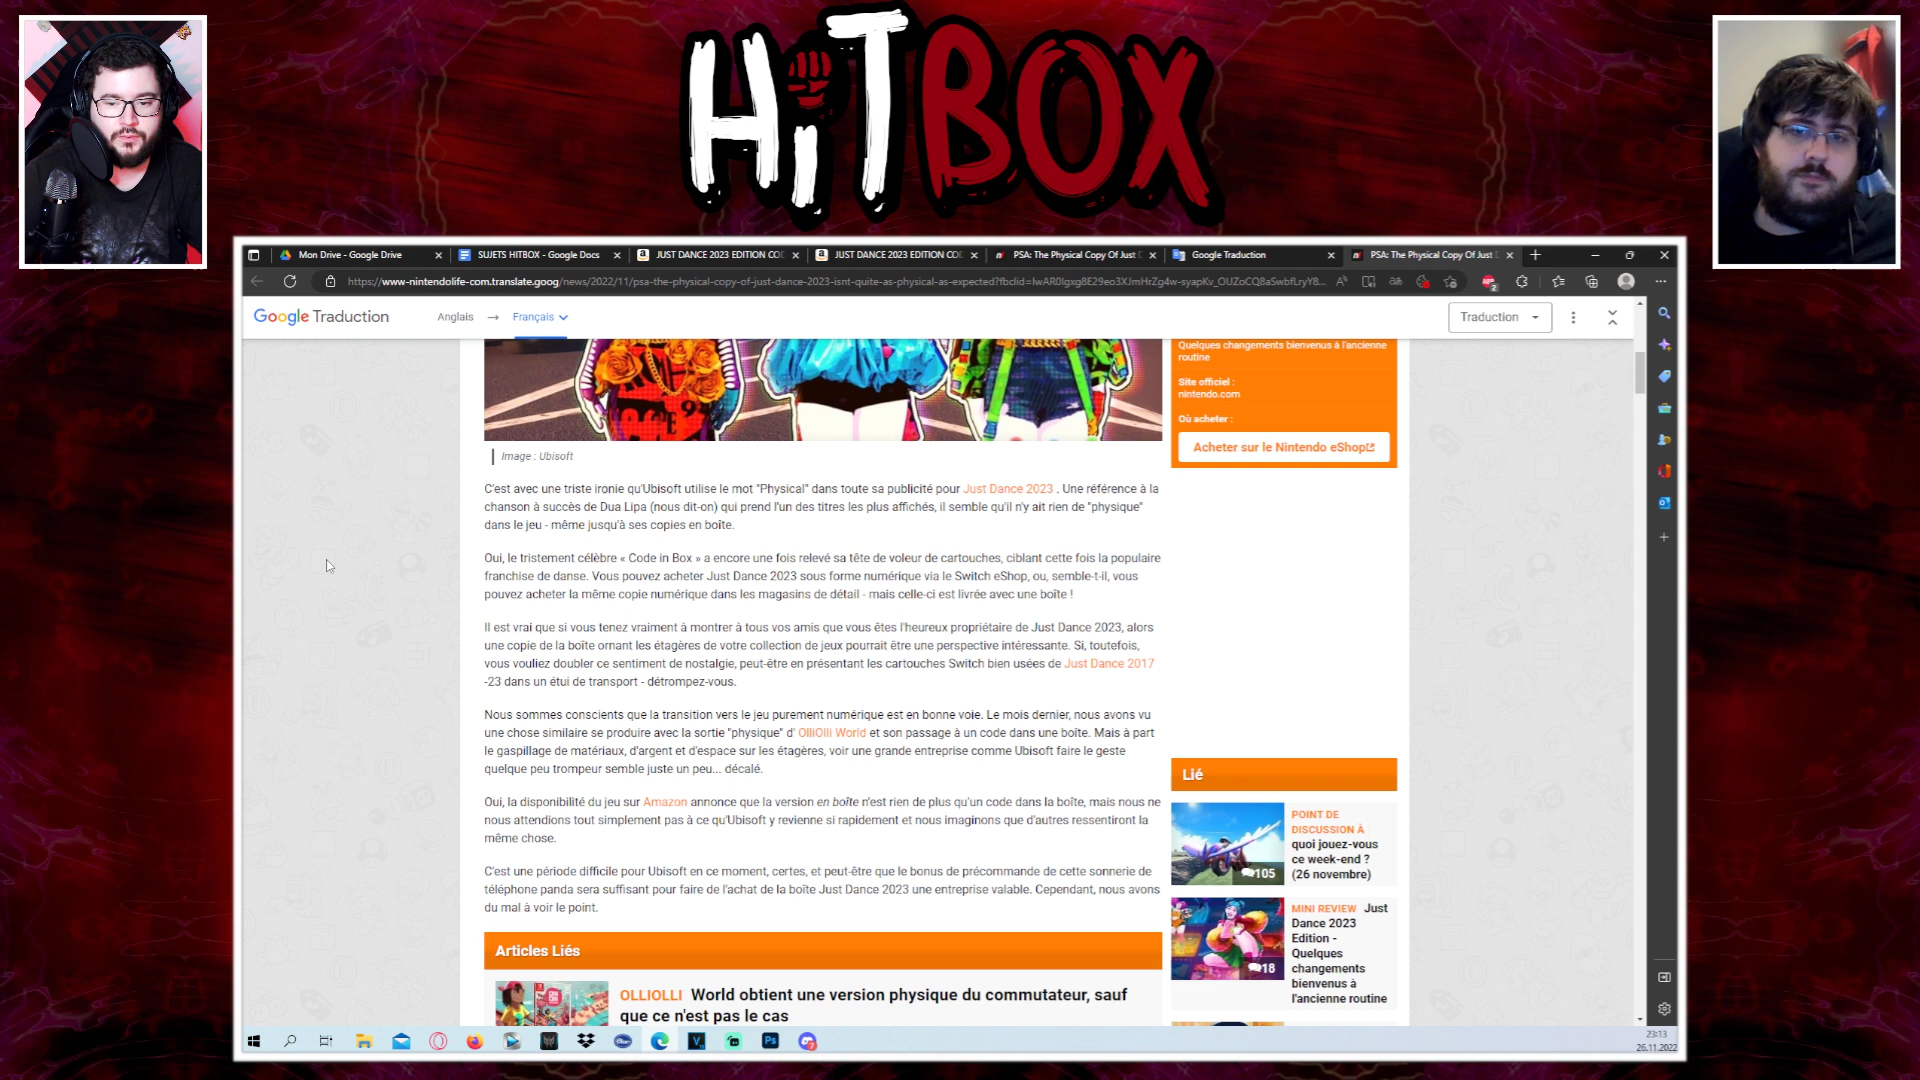 HiTBOX
Mon Drive - Google Drive
SUJETS HITBOX - Google Docs
JUST DANCE 2023 EDITION CO
JUST DANCE 2023 EDITION CO
PSA: The Physical Copy Of Just
Google Traduction
PSA: The Physical Copy Of Just
Google Traduction
Anglais → Français
Traduction
Quelques changements bienvenus à l'ancienne
routine
Site officiel :
nintendo.com
Où acheter :
Acheter sur le Nintendo eShop
Image : Ubisoft
C'est avec une triste ironie qu'Ubisoft utilise le mot "Physical" dans toute sa publicité pour Just Dance 2023 . Une référence à la
chanson à succès de Dua Lipa (nous dit-on) qui prend l'un des titres les plus affichés, il semble qu'il n'y ait rien de "physique"
dans le jeu - même jusqu'à ses copies en boîte.
Oui, le tristement célèbre « Code in Box » a encore une fois relevé sa tête de voleur de cartouches, ciblant cette fois la populaire
franchise de danse. Vous pouvez acheter Just Dance 2023 sous forme numérique via le Switch eShop, ou, semble-t-il, vous
pouvez acheter la même copie numérique dans les magasins de détail - mais celle-ci est livrée avec une boîte !
Il est vrai que si vous tenez vraiment à montrer à tous vos amis que vous êtes l'heureux propriétaire de Just Dance 2023, alors
une copie de la boîte ornant les étagères de votre collection de jeux pourrait être une perspective intéressante. Si, toutefois,
vous vouliez doubler ce sentiment de nostalgie, peut-être en présentant les cartouches Switch bien usées de Just Dance 2017
-23 dans un étui de transport - détrompez-vous.
Nous sommes conscients que la transition vers le jeu purement numérique est en bonne voie. Le mois dernier, nous avons vu
une chose similaire se produire avec la sortie "physique" d' OlliOlli World et son passage à un code dans une boîte. Mais à part
le gaspillage de matériaux, d'argent et d'espace sur les étagères, voir une grande entreprise comme Ubisoft faire le geste
quelque peu trompeur semble juste un peu... décalé.
Oui, la disponibilité du jeu sur Amazon annonce que la version en boîte n'est rien de plus qu'un code dans la boîte, mais nous ne
nous attendions tout simplement pas à ce qu'Ubisoft y revienne si rapidement et nous imaginons que d'autres ressentiront la
même chose.
C'est une période difficile pour Ubisoft en ce moment, certes, et peut-être que le bonus de précommande de cette sonnerie de
téléphone panda sera suffisant pour faire de l'achat de la boîte Just Dance 2023 une entreprise valable. Cependant, nous avons
du mal à voir le point.
Lié
POINT DE
DISCUSSION À
quoi jouez-vous
ce week-end ?
(26 novembre)
105
MINI REVIEW Just
Dance 2023
Edition -
Quelques
changements
bienvenus à
l'ancienne routine
18
Articles Liés
OLLIOLLI World obtient une version physique du commutateur, sauf
que ce n'est pas le cas
23:13
26.11.2022